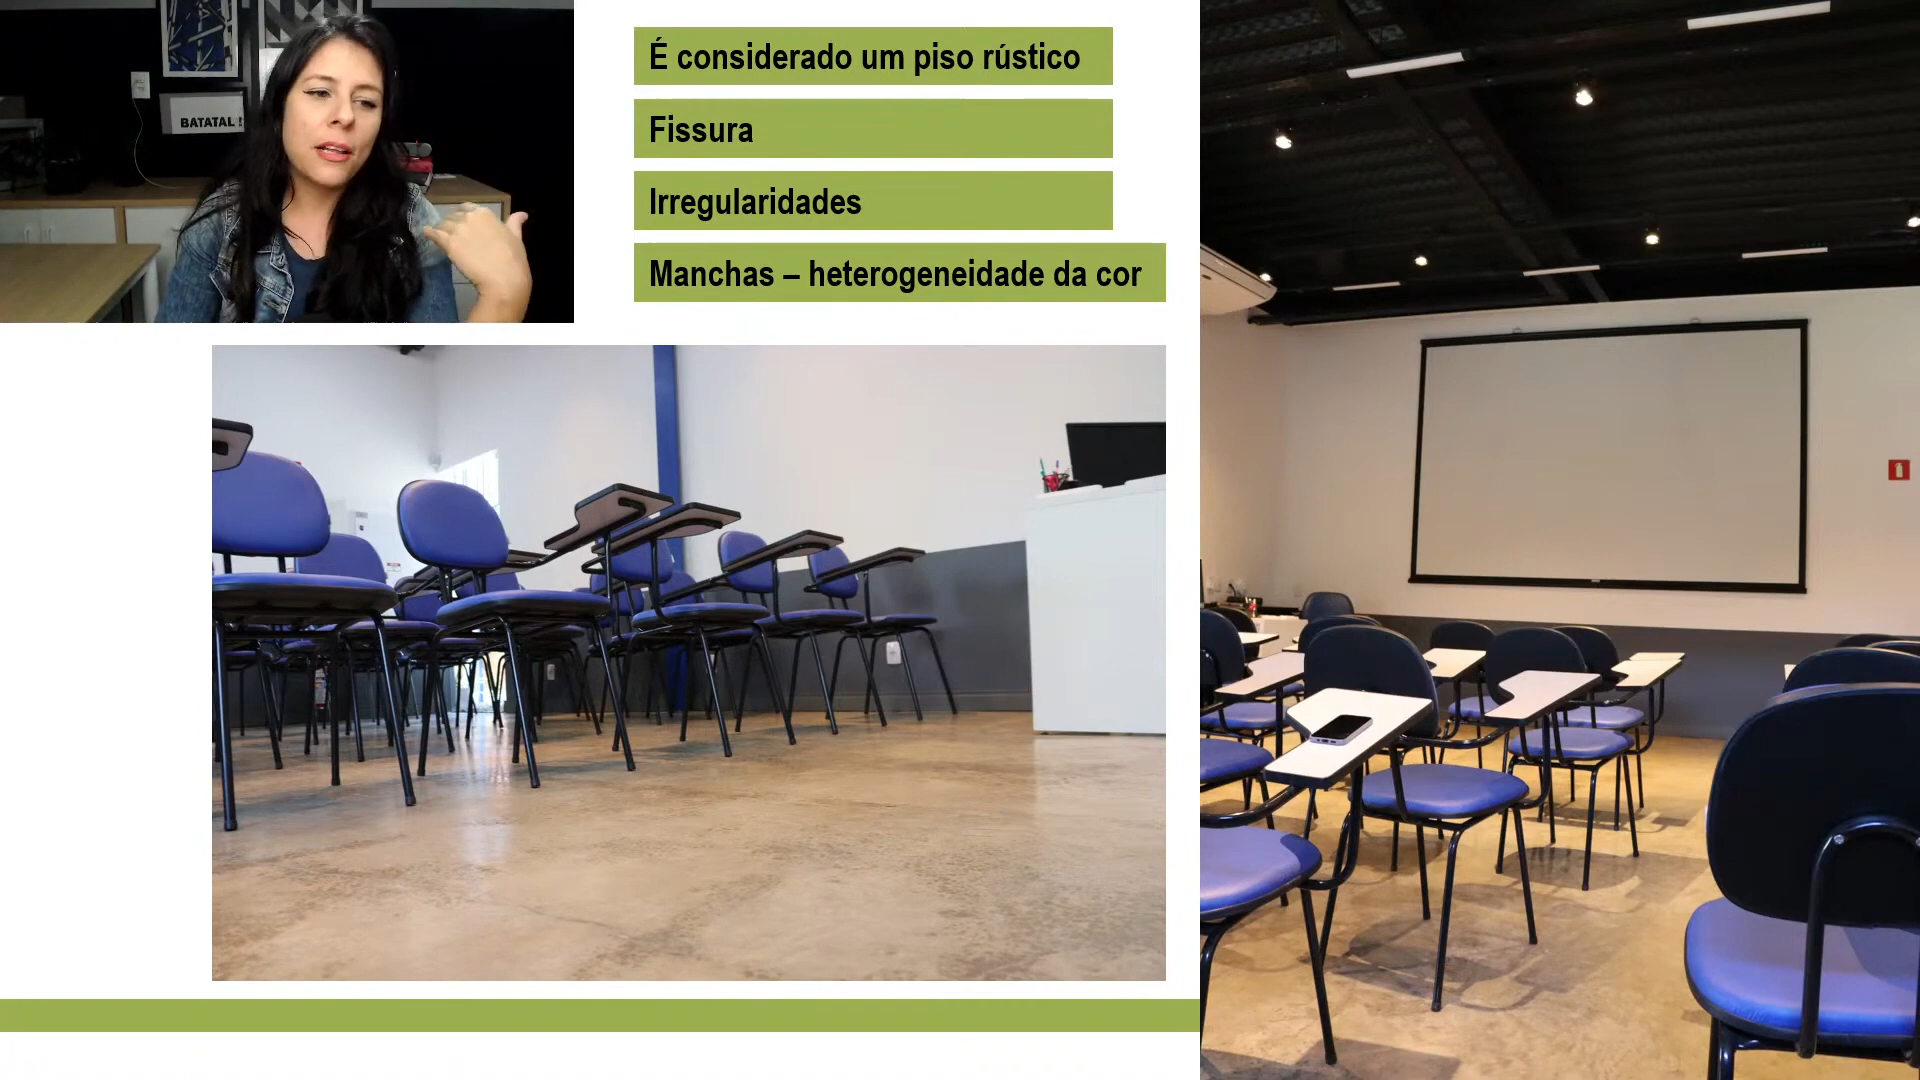 BATATAL!
É considerado um piso rústico
Fissura
Irregularidades
Manchas – heterogeneidade da cor